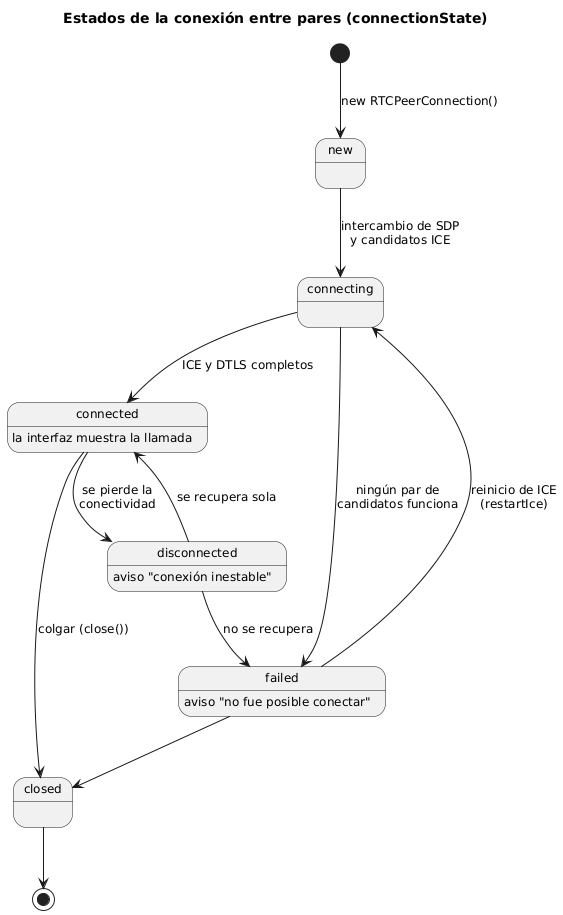 Estados de la conexión entre pares (connectionState)
new RTCPeerConnection()
new
intercambio de SDP
y candidatos ICE
connecting
ICE y DTLS completos
connected
la interfaz muestra la llamada
se pierde la
conectividad
se recupera sola
ningún par de
candidatos funciona
reinicio de ICE
(restartIce)
disconnected
aviso "conexión inestable"
colgar (close())
no se recupera
failed
aviso "no fue posible conectar"
closed